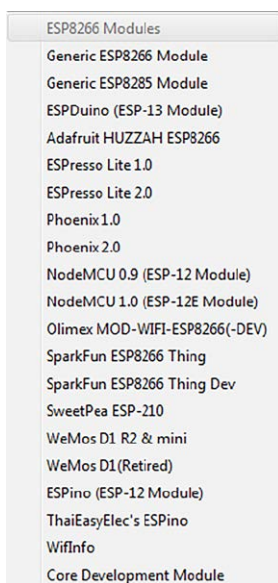 ESP8266 Modules
Generic ESP8266 Module
Generic ESP8285 Module
ESPDuino (ESP-13 Module)
Adafruit HUZZAH ESP8266
ESPresso Lite 1.0
ESPresso Lite 2.0
Phoenix 1.0
Phoenix 2.0
NodeMCU 0.9 (ESP-12 Module)
NodeMCU 1.0 (ESP-12E Module)
Olimex MOD-WIFI-ESP8266(-DEV)
SparkFun ESP8266 Thing
SparkFun ESP8266 Thing Dev
SweetPea ESP-210
WeMos D1 R2 & mini
WeMos D1(Retired)
ESPino (ESP-12 Module)
ThaiEasyElec's ESPino
WifInfo
Core Development Module